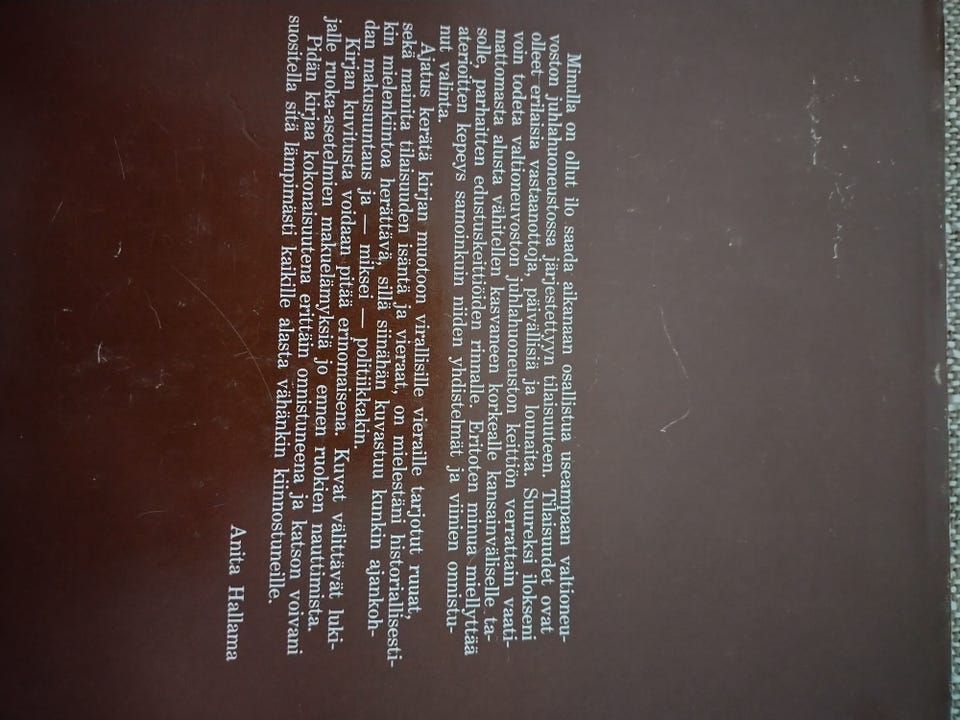 Minulla on ollut ilo saada aikanaan osallistua useampaan valtioneu-
voston juhlahuoneustossa järjestettyyn tilaisuuteen. Tilaisuudet ovat
olleet erilaisia vastaanottoja, päivällisiä ja lounaita. Suureksi ilokseni
voin todeta valtioneuvoston juhlahuoneuston keittiön verrattain vaati-
mattomasta alusta vähitellen kasvaneen korkealle kansainväliselle ta-
solle, parhaiten edustuskeittiöiden rinnalle. Eritoten minua miellyttää
aterioitten kepeys samoinkuin niiden yhdistelmät ja viinien onnistu-
nut valinta.
Ajatus kerätä kirjan muotoon virallisille vieraille tarjotut ruuat,
sekä mainita tilaisuuden isäntä ja vieraat, on mielestäni historiallisesti-
kin mielenkiintoa herättävä, sillä siinähän kuvastuu kunkin ajankoh-
dan makusuuntaus ja — miksei — politiikkakin.
Kirjan kuvitusta voidaan pitää erinomaisena. Kuvat välittävät luki-
jalle ruoka-asetelmien makuelämyksiä jo ennen ruokien nauttimista.
Pidän kirjaa kokonaisuutena erittäin onnistuneena ja katson voivani
suositella sitä lämpimästi kaikille alasta vähänkin kiinnostuneille.
Anita Hallama